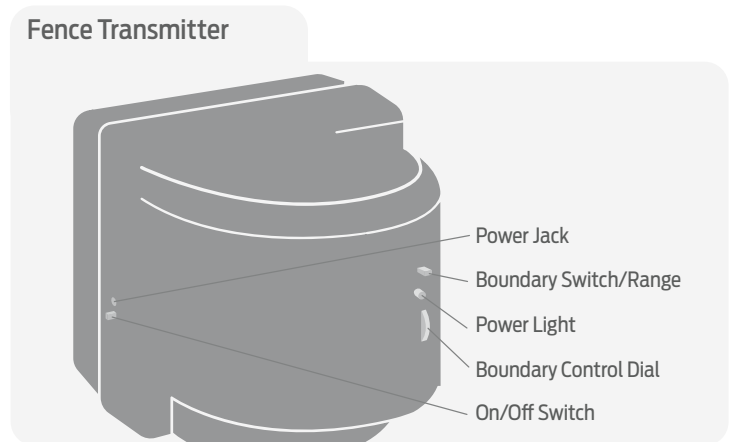 Fence Transmitter
Power Jack
Boundary Switch/Range
Power Light
Boundary Control Dial
On/Off Switch